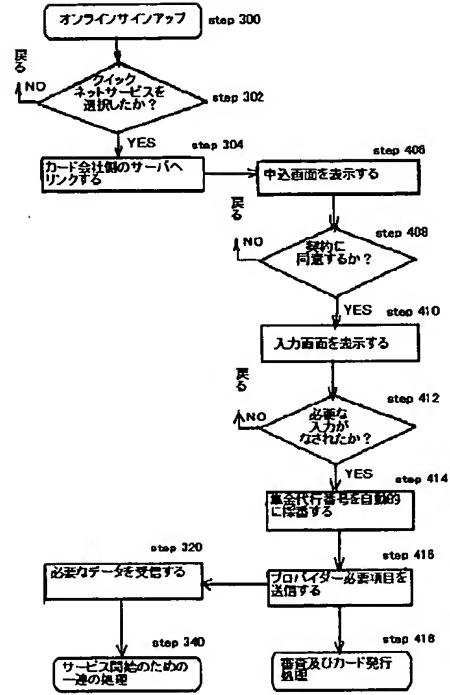 オンラインサインアップ
step 300
戻る
NO
クイック
ネットサービスを
選択したか?
step 302
YES
step 304
カード会社側のサーバへ
リンクする
step 406
申込画面を表示する
戻る
NO
step 408
契約に
同意するか?
YES
step 410
入力画面を表示する
戻る
NO
step 412
必要な
入力が
なされたか?
YES
step 414
集金代行番号を自動的
に採番する
step 320
必要なデータを受信する
step 416
プロバイダー必要項目を
送信する
step 340
サービス開始のための
一連の処理
step 418
審査及びカード発行
処理